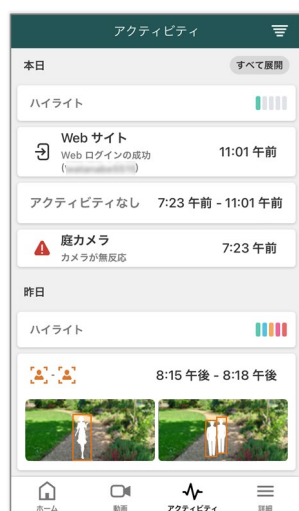 アクティビティ
本日
すべて展開
ハイライト
Web サイト
Web ログインの成功
11:01 午前
アクティビティなし 7:23 午前 - 11:01 午前
庭カメラ
カメラが無反応
7:23 午前
昨日
ハイライト
8:15 午後 - 8:18 午後
ホーム 動画 アクティビティ 詳細